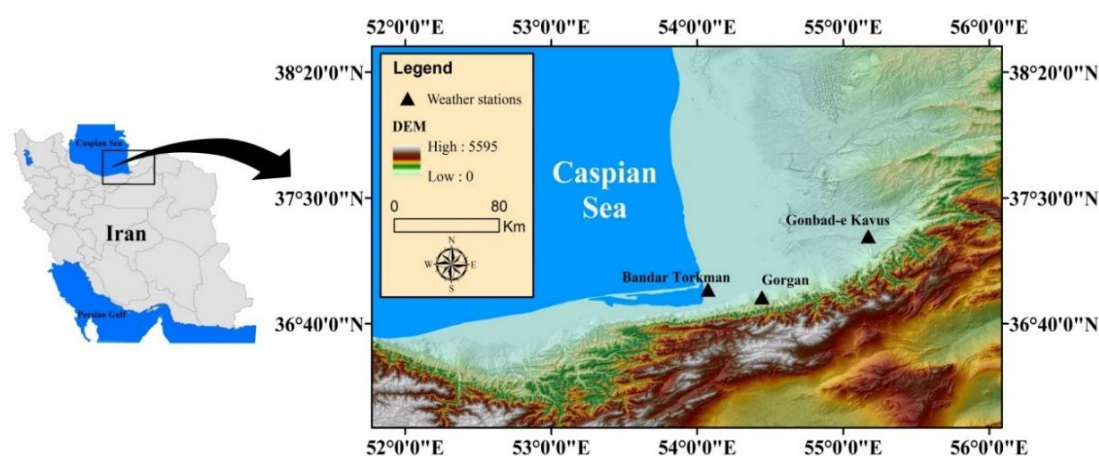 Caspian Sea
Iran
Persian Gulf
52°0'0"E 53°0'0"E 54°0'0"E 55°0'0"E 56°0'0"E
38°20'0"N 38°20'0"N
37°30'0"N 37°30'0"N
36°40'0"N 36°40'0"N
Legend
Weather stations
DEM
High : 5595
Low : 0
0 80
Km
N
W E
S
Caspian
Sea
Gonbad-e Kavus
Bandar Torkman
Gorgan
52°0'0"E 53°0'0"E 54°0'0"E 55°0'0"E 56°0'0"E